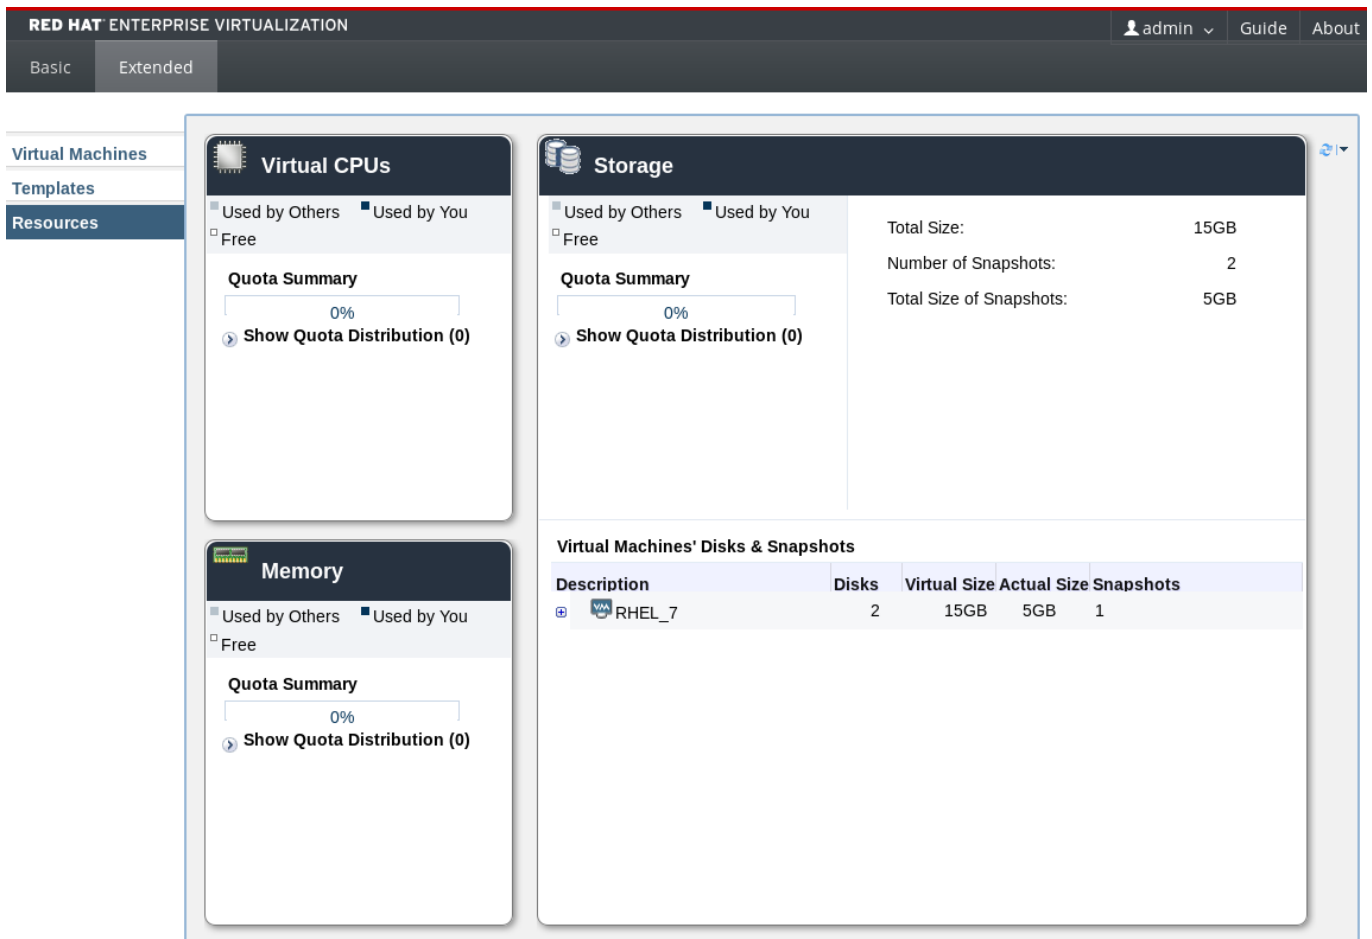 RED HAT ENTERPRISE VIRTUALIZATION
admin Guide About
Basic Extended
Virtual Machines
Templates
Resources
Virtual CPUs
Used by Others Used by You
Free
Quota Summary
0%
Show Quota Distribution (0)
Storage
Used by Others Used by You
Free
Quota Summary
0%
Show Quota Distribution (0)
Total Size: 15GB
Number of Snapshots: 2
Total Size of Snapshots: 5GB
Memory
Used by Others Used by You
Free
Quota Summary
0%
Show Quota Distribution (0)
Virtual Machines' Disks & Snapshots
Description Disks Virtual Size Actual Size Snapshots
VM RHEL_7 2 15GB 5GB 1